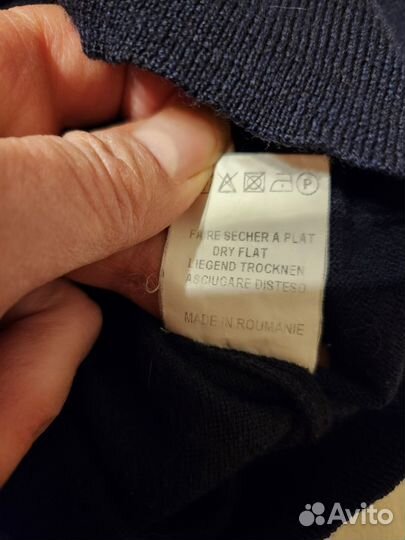 P
FAIRE SECHER A PLAT
DRY FLAT
LIEGEND TROCKNEN
ASCIUGARE DISTESO
MADE IN ROUMANIE
Avito